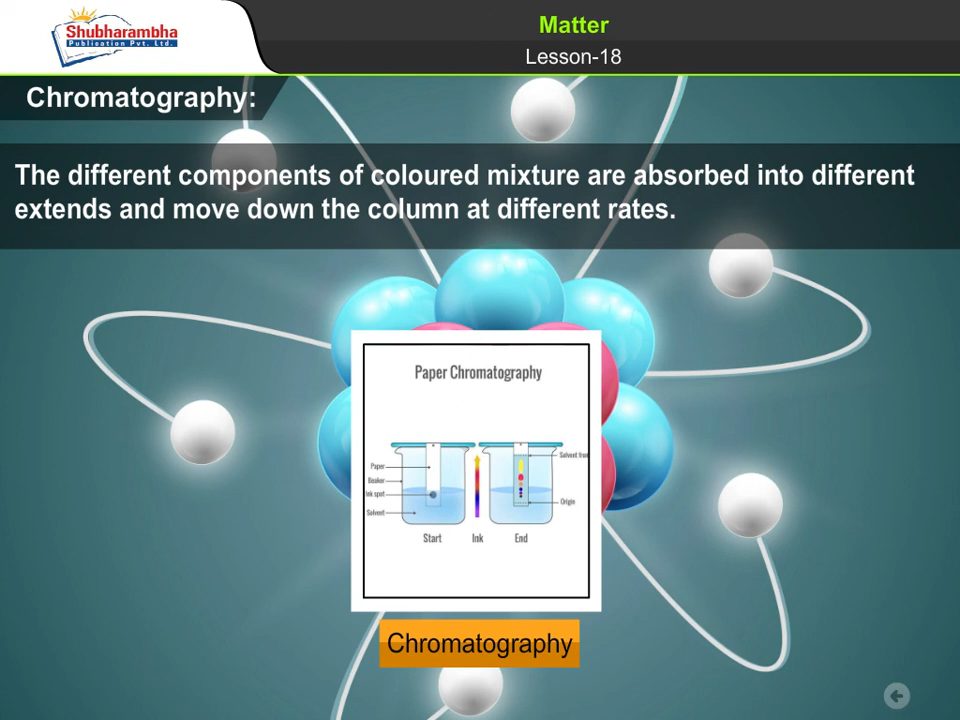 Shubharambha
Publication Pvt. Ltd.
Matter
Lesson-18
Chromatography:
The different components of coloured mixture are absorbed into different
extends and move down the column at different rates.
Paper Chromatography
Paper
Beaker
Ink spot
Solvent
Solvent fron
Origin
Start
Ink
End
Chromatography